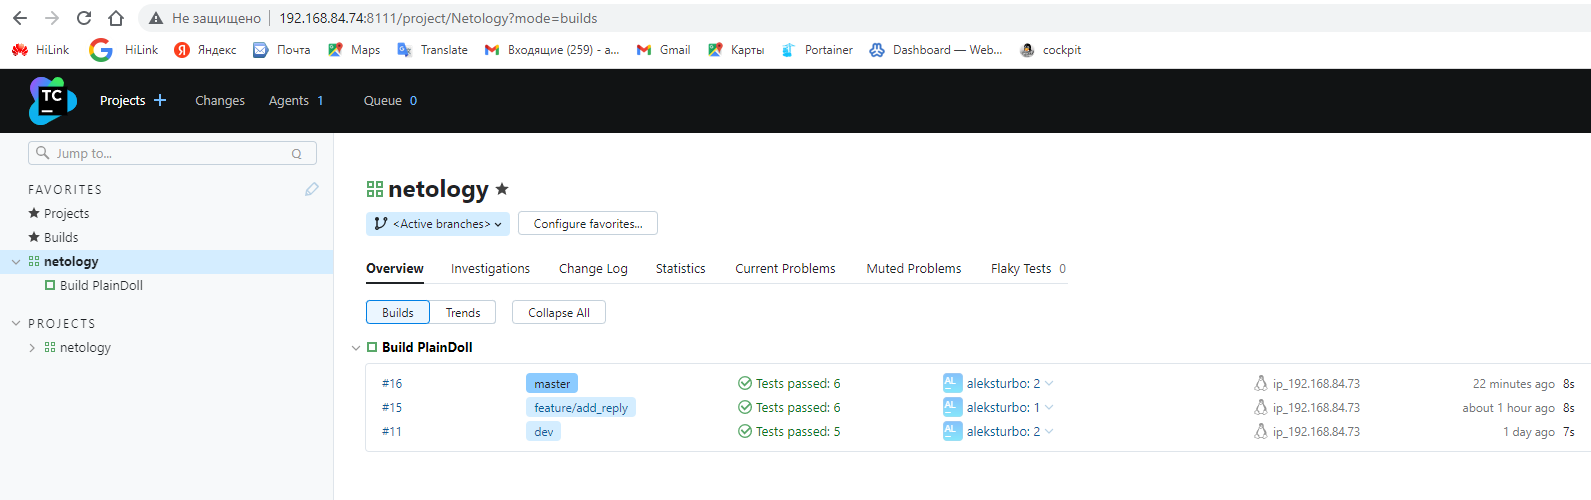 Не защищено 192.168.84.74:8111/project/Netology?mode=builds
HiLink HiLink Яндекс Почта Maps Translate Входящие (259) - a... Gmail Карты Portainer Dashboard — Web... cockpit
TC Projects Changes Agents 1 Queue 0
Jump to... Q
FAVORITES
Projects
Builds
netology
Build PlainDoll
PROJECTS
netology
netology
<Active branches> Configure favorites...
Overview Investigations Change Log Statistics Current Problems Muted Problems Flaky Tests 0
Builds Trends Collapse All
Build PlainDoll
#16 master Tests passed: 6 AL aleksturbo: 2 ip_192.168.84.73 22 minutes ago 8s
#15 feature/add_reply Tests passed: 6 AL aleksturbo: 1 ip_192.168.84.73 about 1 hour ago 8s
#11 dev Tests passed: 5 AL aleksturbo: 2 ip_192.168.84.73 1 day ago 7s